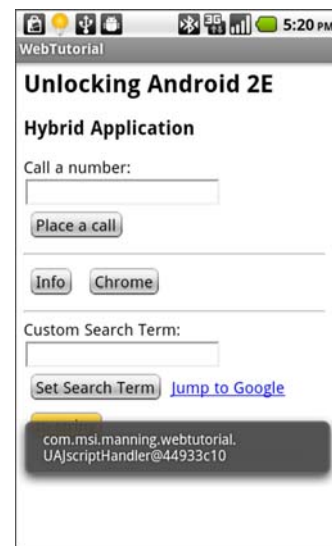 3G
5:20 PM
WebTutorial
Unlocking Android 2E
Hybrid Application
Call a number:
Place a call
Info Chrome
Custom Search Term:
Set Search Term Jump to Google
com.msi.manning.webtutorial.
UAJscriptHandler@44933c10